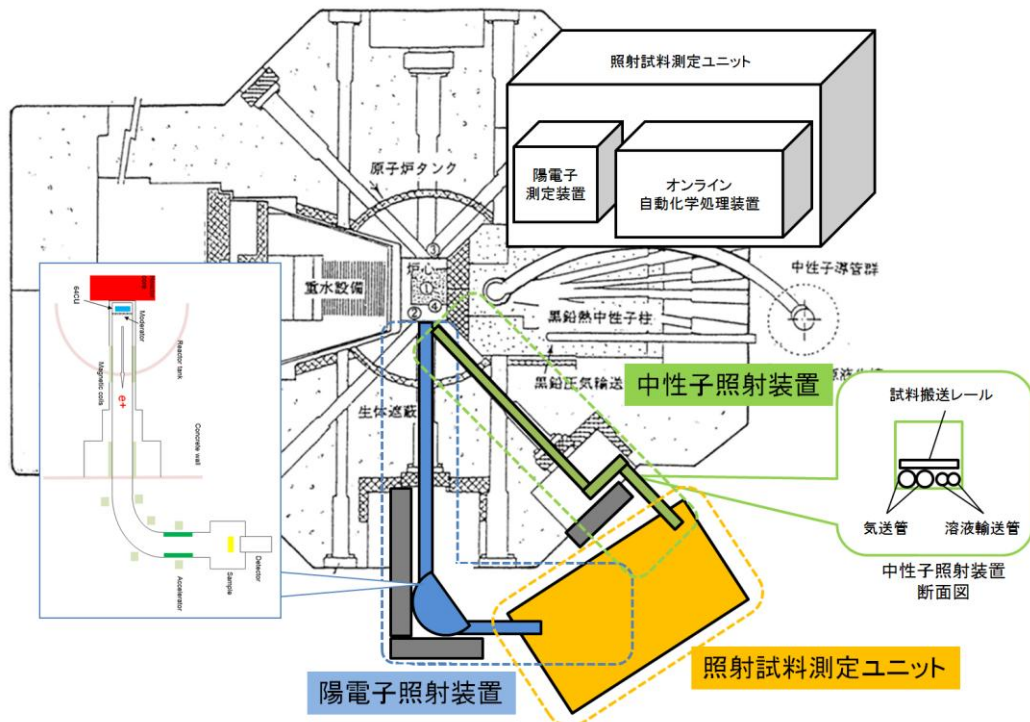 照射試料測定ユニット
陽電子
測定装置
オンライン
自動化学処理装置
原子炉タンク
③
炉心
①
④
②
重水設備
中性子導管群
黒鉛熱中性子柱
黒鉛圧気輸送
生体遮蔽
中性子照射装置
試料搬送レール
気送管
溶液輸送管
中性子照射装置
断面図
照射試料測定ユニット
陽電子照射装置
64Cu
Moderator
Reactor tank
Magnetic coils
e+
Concrete wall
Accelerator
Sample
Detector